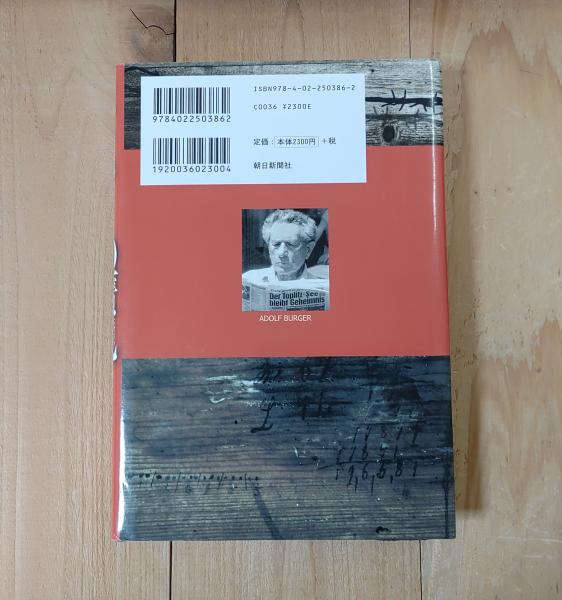 ISBN978-4-02-250386-2
C0036 ¥2300E
9784022503862
定価：本体2300円+税
1920036023004
朝日新聞社
Der Toplitz-See
bleibt Geheimnis
ADOLF BURGER